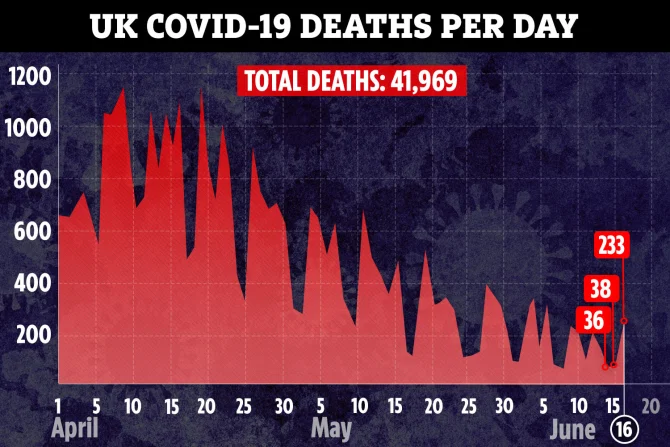 UK COVID-19 DEATHS PER DAY
TOTAL DEATHS: 41,969
1200
1000
800
600
400
200
233
38
36
1 5 10 15 20 25 30 5 10 15 20 25 30 5 10 15 20
April May June 16